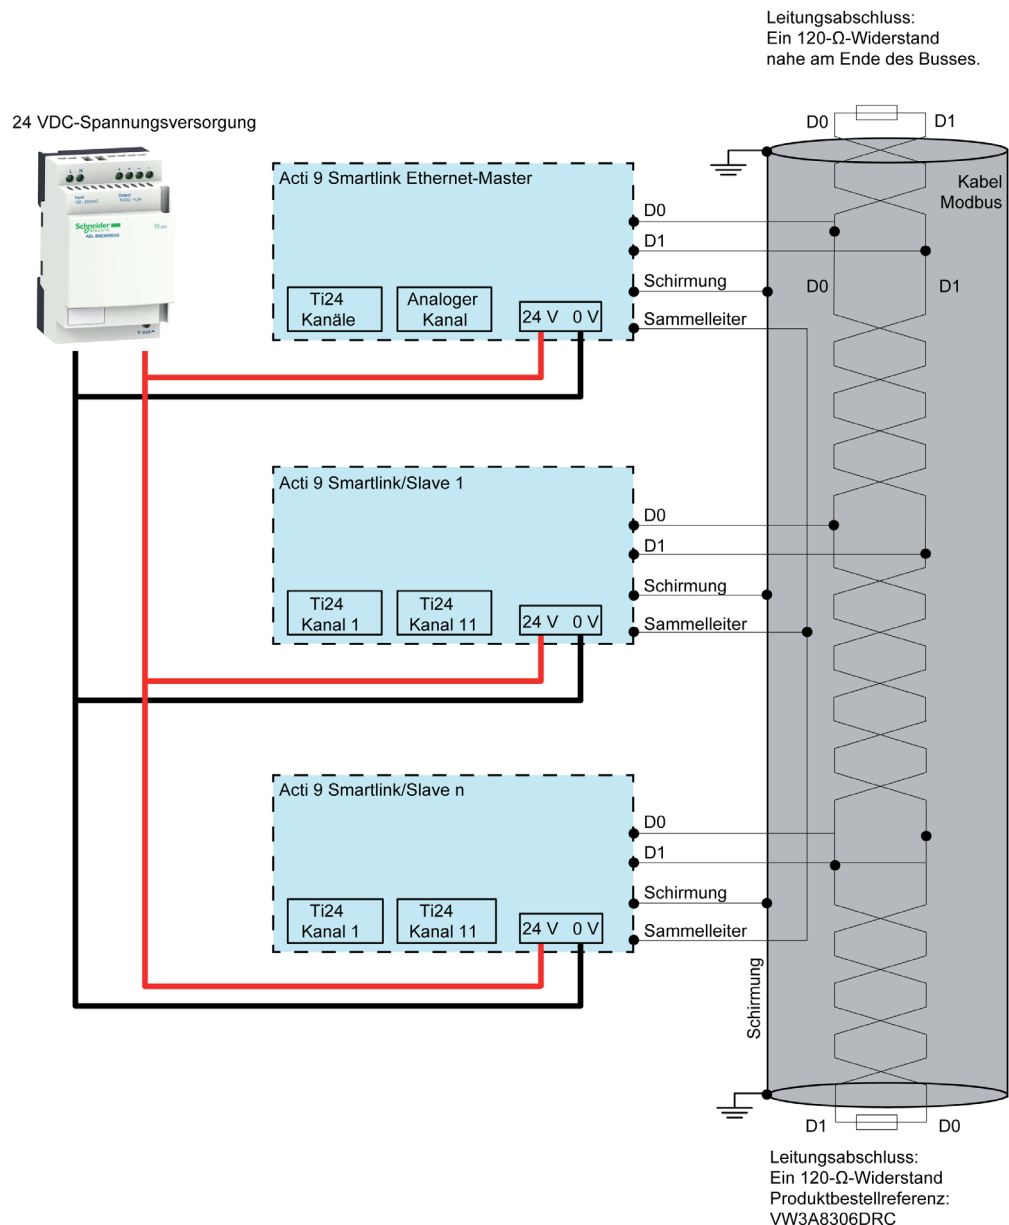 Leitungsabschluss:
Ein 120-Ω-Widerstand
nahe am Ende des Busses.
24 VDC-Spannungsversorgung
D0
D1
L N
Schneider
Electric
Acti 9 Smartlink Ethernet-Master
D0
D1
Schirmung
Sammelleiter
Ti24
Kanäle
Analoger
Kanal
24 V 0 V
Kabel
Modbus
D0
D1
Acti 9 Smartlink/Slave 1
D0
D1
Schirmung
Sammelleiter
Ti24
Kanal 1
Ti24
Kanal 11
24 V 0 V
Acti 9 Smartlink/Slave n
D0
D1
Schirmung
Sammelleiter
Ti24
Kanal 1
Ti24
Kanal 11
24 V 0 V
Schirmung
D1
D0
Leitungsabschluss:
Ein 120-Ω-Widerstand
Produktbestellreferenz:
VW3A8306DRC